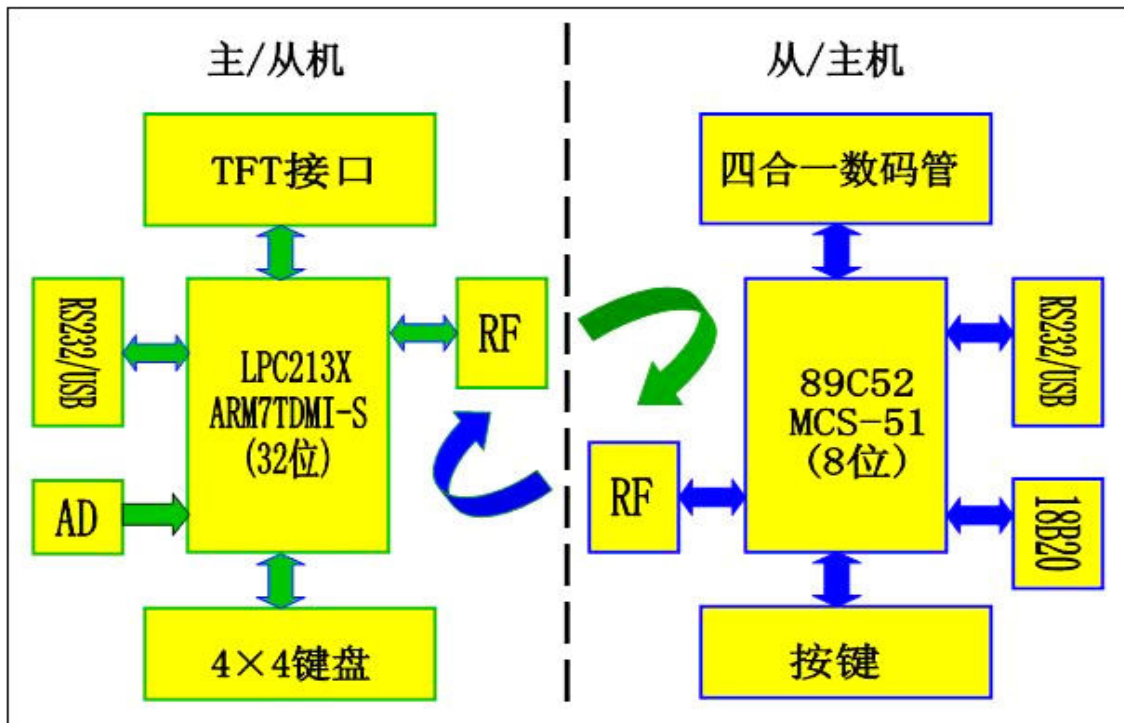 主/从机
从/主机
TFT接口
四合一数码管
RS232/USB
LPC213X
ARM7TDMI-S
(32位)
RF
89C52
MCS-51
(8位)
RS232/USB
AD
RF
18B20
4×4键盘
按键